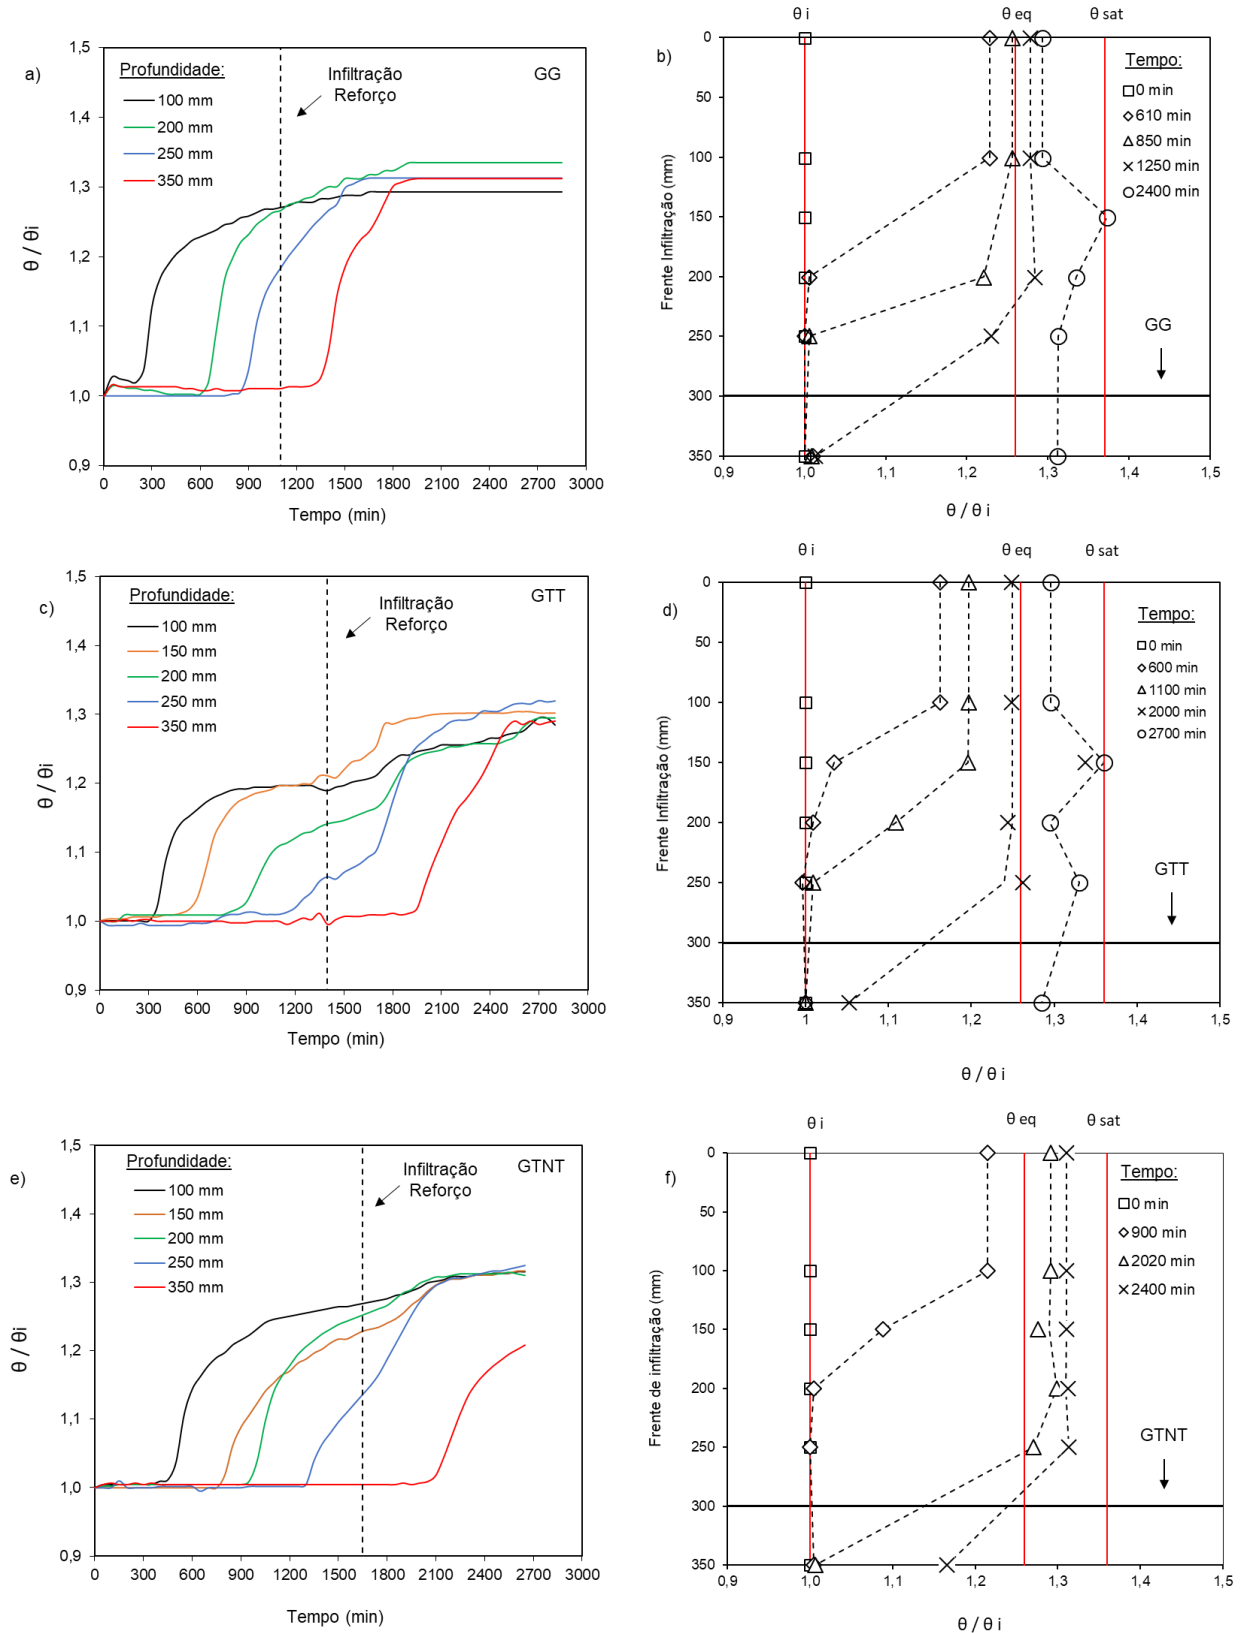 a)
1,5
1,4
1,3
1,2
1,1
1,0
0,9
θ / θi
Profundidade:
100 mm
200 mm
250 mm
350 mm
Infiltração
Reforço
GG
0 300 600 900 1200 1500 1800 2100 2400 2700 3000
Tempo (min)
b)
θ i θ eq θ sat
0
50
100
150
200
250
300
350
Frente Infiltração (mm)
Tempo:
0 min
610 min
850 min
1250 min
2400 min
GG
0,9 1,0 1,1 1,2 1,3 1,4 1,5
θ / θ i
c)
1,5
1,4
1,3
1,2
1,1
1,0
0,9
θ / θi
Profundidade:
100 mm
150 mm
200 mm
250 mm
350 mm
Infiltração
Reforço
GTT
0 300 600 900 1200 1500 1800 2100 2400 2700 3000
Tempo (min)
d)
θ i θ eq θ sat
0
50
100
150
200
250
300
350
Frente Infiltração (mm)
Tempo:
0 min
600 min
1100 min
2000 min
2700 min
GTT
0,9 1 1,1 1,2 1,3 1,4 1,5
θ / θ i
e)
1,5
1,4
1,3
1,2
1,1
1,0
0,9
θ / θi
Profundidade:
100 mm
150 mm
200 mm
250 mm
350 mm
Infiltração
Reforço
GTNT
0 300 600 900 1200 1500 1800 2100 2400 2700 3000
Tempo (min)
f)
θ i θ eq θ sat
0
50
100
150
200
250
300
350
Frente de infiltração (mm)
Tempo:
0 min
900 min
2020 min
2400 min
GTNT
0,9 1,0 1,1 1,2 1,3 1,4 1,5
θ / θ i